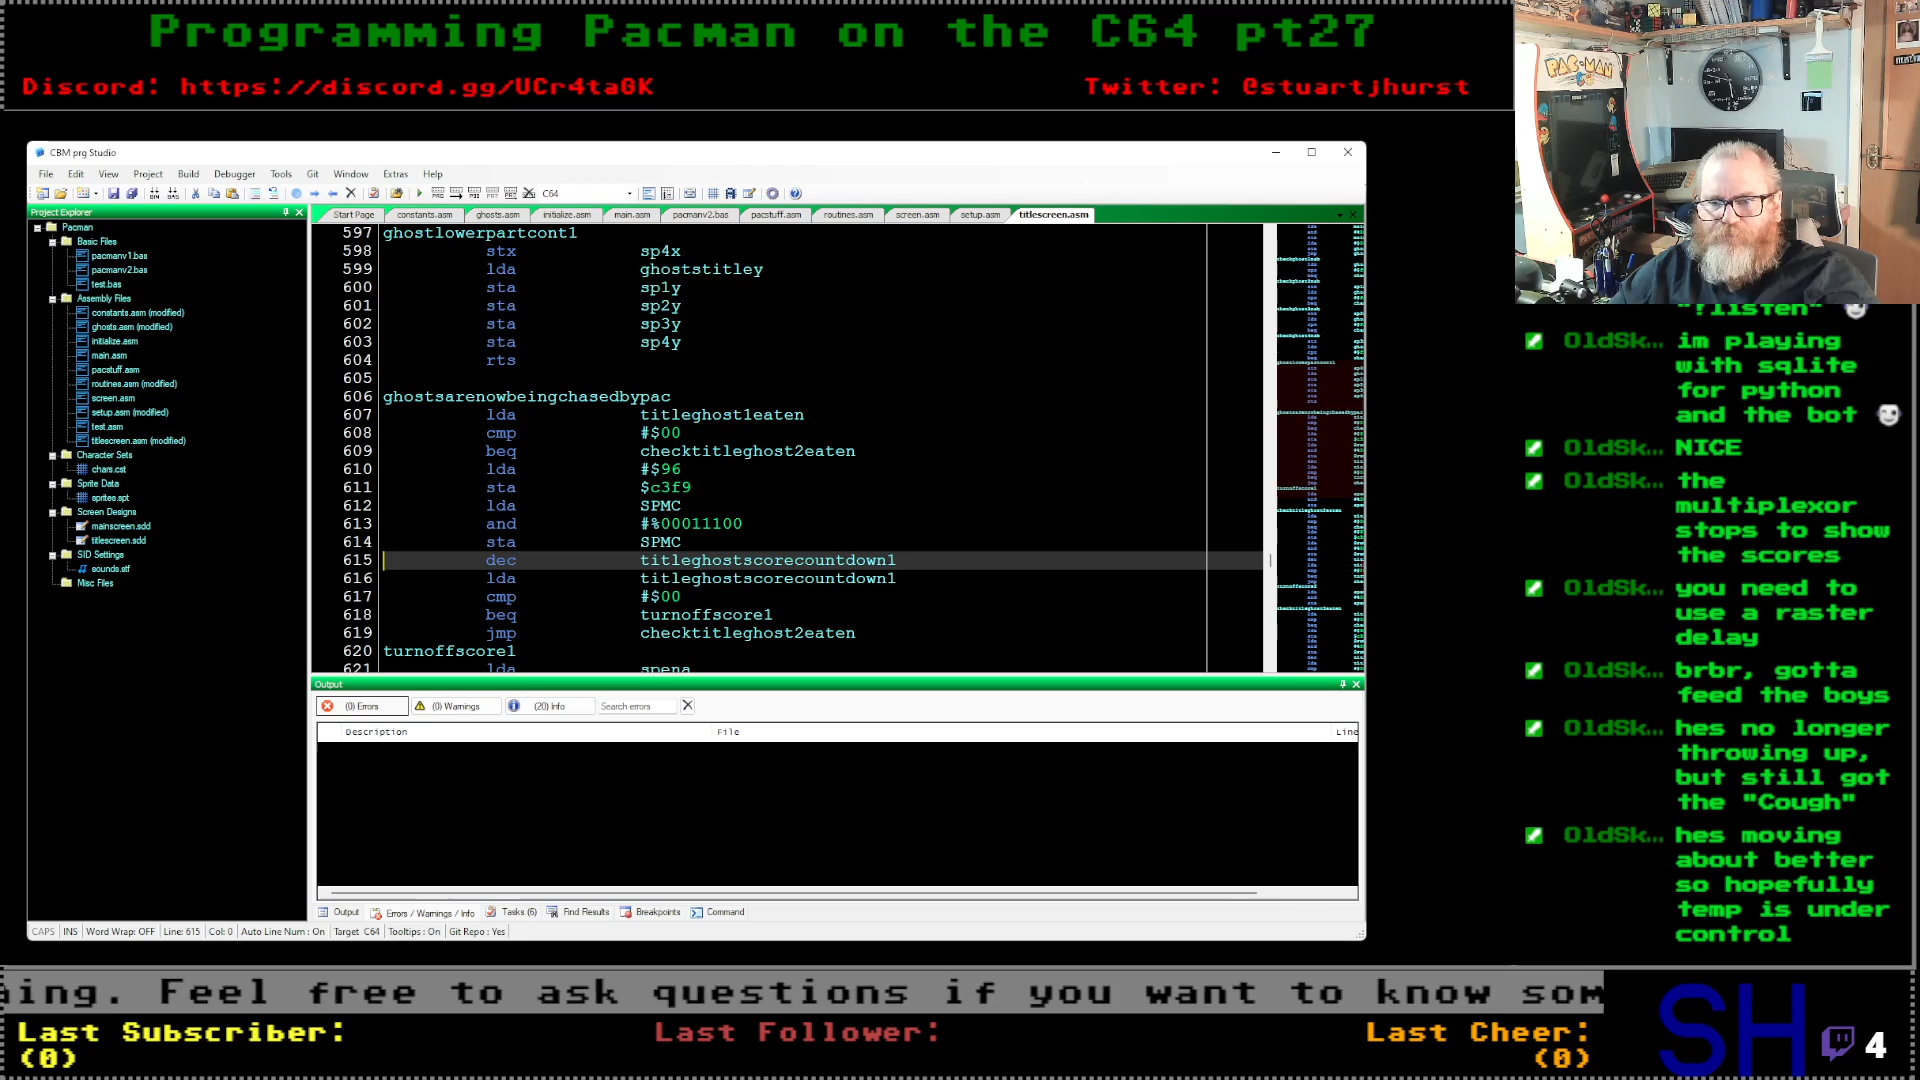 Programming Pacman on the C64 pt27
Discord: https://discord.gg/UCr4taGK
Twitter: @stuartjhurst
CBM prg Studio
File Edit View Project Build Debugger Tools Git Window Extras Help
C64
Project Explorer
Start Page constants.asm ghosts.asm initialize.asm main.asm pacmanv2.bas pacstuff.asm routines.asm screen.asm setup.asm titlescreen.asm
Pacman
Basic Files
pacmanv1.bas
pacmanv2.bas
test.bas
Assembly Files
constants.asm (modified)
ghosts.asm (modified)
initialize.asm
main.asm
pacstuff.asm
routines.asm (modified)
screen.asm
setup.asm (modified)
test.asm
titlescreen.asm (modified)
Character Sets
chars.cst
Sprite Data
sprites.spt
Screen Designs
mainscreen.sdd
titlescreen.sdd
SID Settings
sounds.stf
Misc Files
597 ghostlowerpartcont1
598 stx sp4x
599 lda ghoststitley
600 sta sp1y
601 sta sp2y
602 sta sp3y
603 sta sp4y
604 rts
605
606 ghostsarenowbeingchasedbypac
607 lda titleghost1eaten
608 cmp #$00
609 beq checktitleghost2eaten
610 lda #$96
611 sta $c3f9
612 lda SPMC
613 and #%00011100
614 sta SPMC
615 dec titleghostscorecountdown1
616 lda titleghostscorecountdown1
617 cmp #$00
618 beq turnoffscore1
619 jmp checktitleghost2eaten
620 turnoffscore1
621 lda spena
Output
(0) Errors (0) Warnings (20) Info Search errors
Description File Line
Output Errors / Warnings / Info Tasks (6) Find Results Breakpoints Command
CAPS INS Word Wrap: OFF Line: 615 Col: 0 Auto Line Num : On Target C64 Tooltips : On Git Repo : Yes
PAC-MAN
"!listen"
OldSk... im playing
with sqlite
for python
and the bot
OldSk... NICE
OldSk... the
multiplexor
stops to show
the scores
OldSk... you need to
use a raster
delay
OldSk... brbr, gotta
feed the boys
OldSk... hes no longer
throwing up,
but still got
the "Cough"
OldSk... hes moving
about better
so hopefully
temp is under
control
ing. Feel free to ask questions if you want to know som
Last Subscriber:
(0)
Last Follower:
Last Cheer:
(0)
SH
4